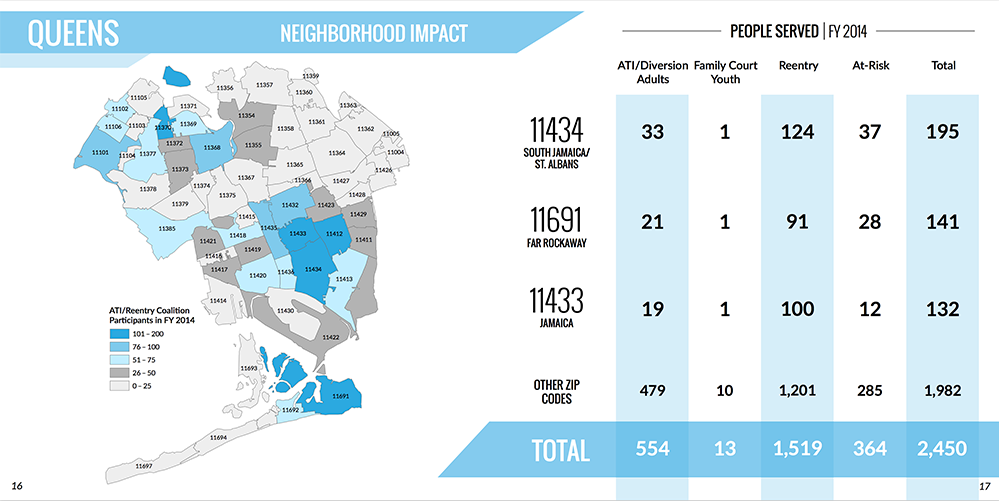 QUEENS
NEIGHBORHOOD IMPACT
PEOPLE SERVED | FY 2014
ATI/Diversion Adults
Family Court Youth
Reentry
At-Risk
Total
11434
SOUTH JAMAICA/
ST. ALBANS
33 1 124 37 195
11691
FAR ROCKAWAY
21 1 91 28 141
11433
JAMAICA
19 1 100 12 132
OTHER ZIP
CODES
479 10 1,201 285 1,982
TOTAL 554 13 1,519 364 2,450
11359
11356
11357
11360
11105
11363
11102
11371
11354
11361
11106
11103
11370
11369
11358
11362
11005
11101
11104
11377
11372
11368
11355
11364
11004
11373
11365
11426
11378
11374
11367
11366
11427
11379
11375
11432
11428
11423
11429
11385
11415
11435
11418
11433
11412
11421
11411
11416
11419
11417
11420
11436
11434
11413
11414
11430
11422
11693
11691
11692
11694
11697
ATI/Reentry Coalition
Participants in FY 2014
101 – 200
76 – 100
51 – 75
26 – 50
0 – 25
16
17